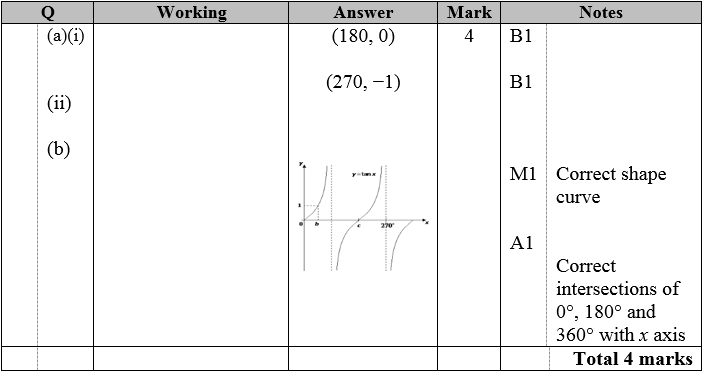 Q Working Answer Mark Notes
(a)(i) (180, 0) 4 B1
(270, −1) B1
(ii)
(b)
y
y = tan x
1
0 b c 270° x
M1 Correct shape
curve
A1
Correct
intersections of
0°, 180° and
360° with x axis
Total 4 marks